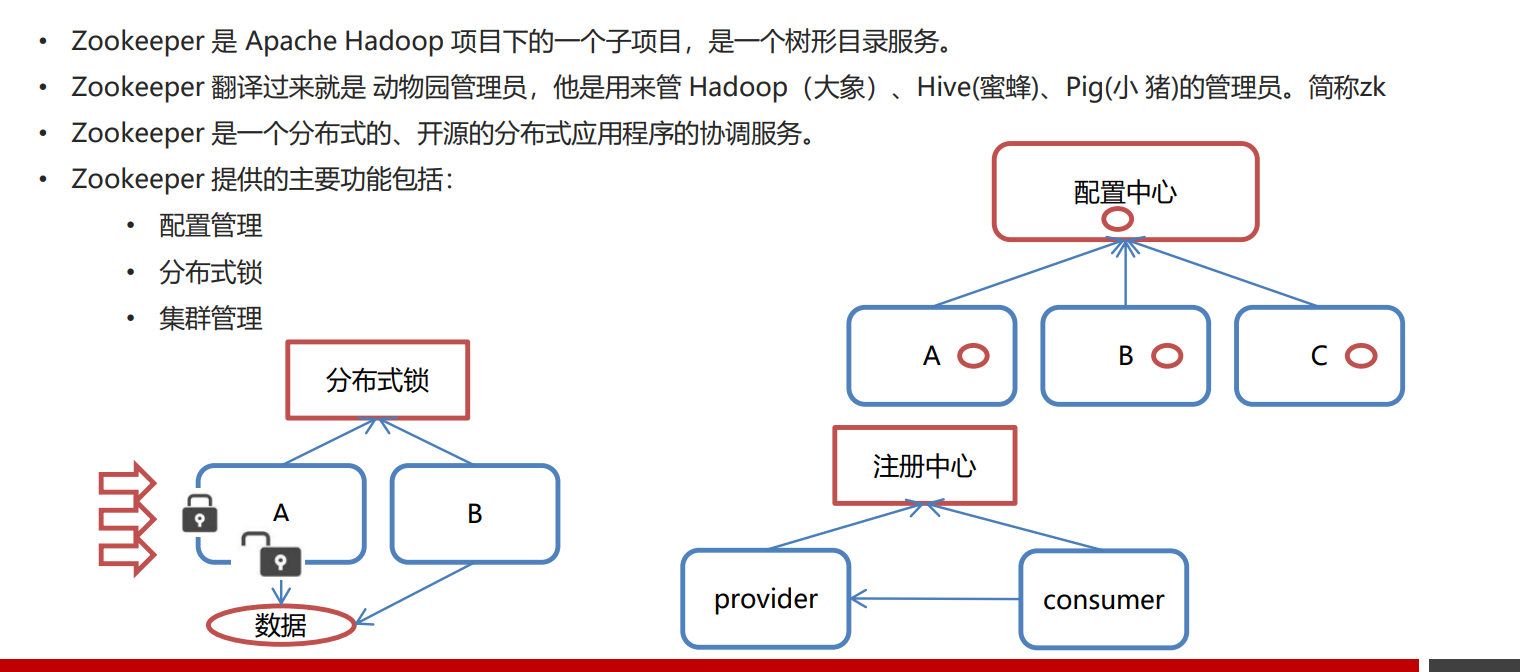 • Zookeeper 是 Apache Hadoop 项目下的一个子项目，是一个树形目录服务。
• Zookeeper 翻译过来就是 动物园管理员，他是用来管 Hadoop（大象）、Hive(蜜蜂)、Pig(小 猪)的管理员。简称zk
• Zookeeper 是一个分布式的、开源的分布式应用程序的协调服务。
• Zookeeper 提供的主要功能包括：
• 配置管理
• 分布式锁
• 集群管理
配置中心
A
B
C
分布式锁
A
B
数据
注册中心
provider
consumer